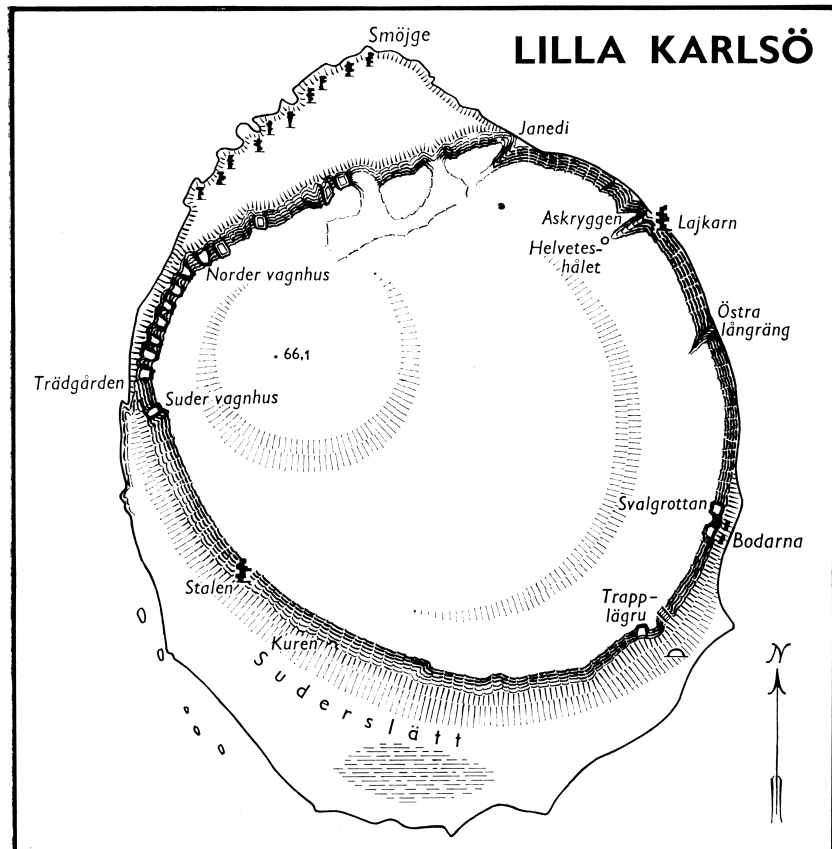 Smöjge
LILLA KARLSÖ
Janedi
Askryggen
Lajkarn
Helvetes-
hålet
Norder vagnhus
Östra
långräng
66,1
Trädgården
Suder vagnhus
Svalgrottan
Bodarna
Stalen
Trapp-
lägru
Kuren
N
Suderslätt